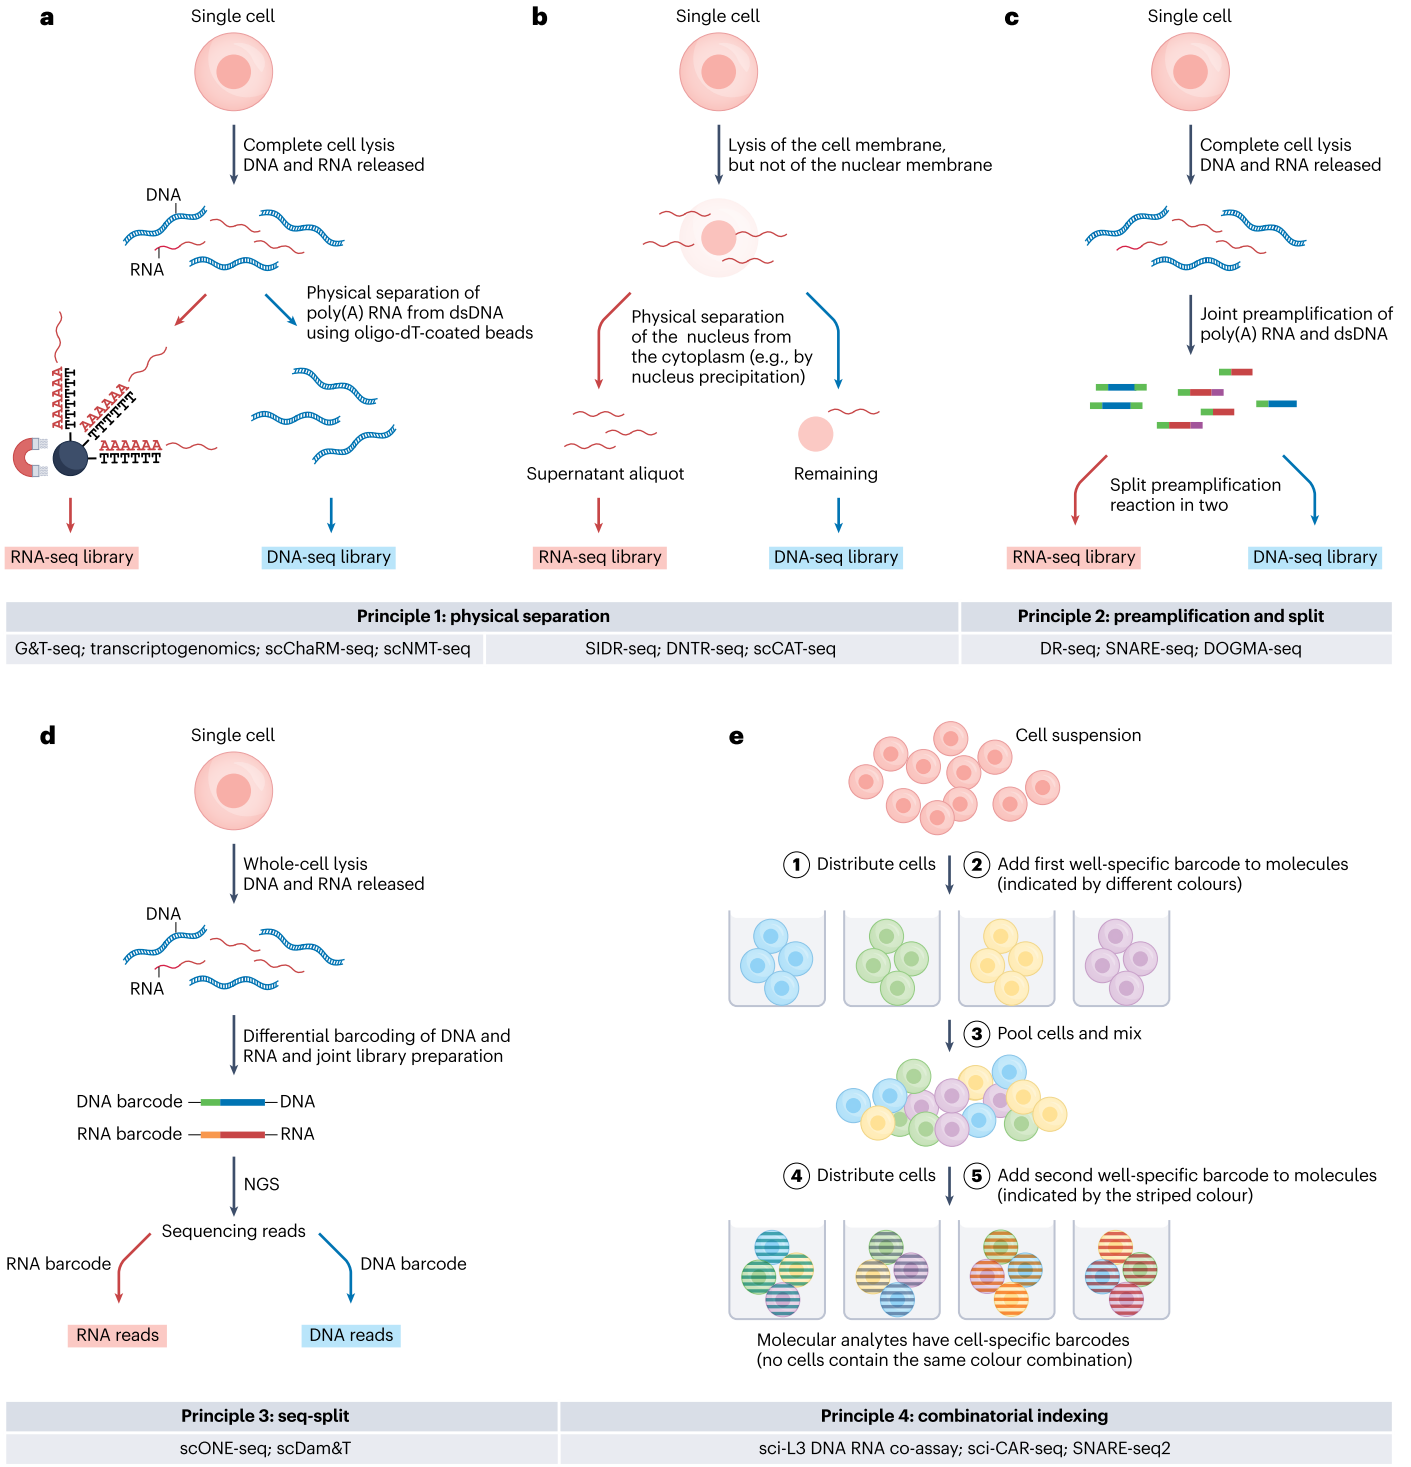 a
Single cell
Complete cell lysis
DNA and RNA released
DNA
RNA
Physical separation of
poly(A) RNA from dsDNA
using oligo-dT-coated beads
AAAAAA
TTTTTT
AAAAAA
TTTTTT
AAAAAA
TTTTTT
RNA-seq library
DNA-seq library
b
Single cell
Lysis of the cell membrane,
but not of the nuclear membrane
Physical separation
of the nucleus from
the cytoplasm (e.g., by
nucleus precipitation)
Supernatant aliquot
Remaining
RNA-seq library
DNA-seq library
c
Single cell
Complete cell lysis
DNA and RNA released
Joint preamplification of
poly(A) RNA and dsDNA
Split preamplification
reaction in two
RNA-seq library
DNA-seq library
Principle 1: physical separation
Principle 2: preamplification and split
G&T-seq; transcriptogenomics; scChaRM-seq; scNMT-seq
SIDR-seq; DNTR-seq; scCAT-seq
DR-seq; SNARE-seq; DOGMA-seq
d
Single cell
Whole-cell lysis
DNA and RNA released
DNA
RNA
Differential barcoding of DNA and
RNA and joint library preparation
DNA barcode
DNA
RNA barcode
RNA
NGS
Sequencing reads
RNA barcode
DNA barcode
RNA reads
DNA reads
e
Cell suspension
1 Distribute cells
2 Add first well-specific barcode to molecules
(indicated by different colours)
3 Pool cells and mix
4 Distribute cells
5 Add second well-specific barcode to molecules
(indicated by the striped colour)
Molecular analytes have cell-specific barcodes
(no cells contain the same colour combination)
Principle 3: seq-split
Principle 4: combinatorial indexing
scONE-seq; scDam&T
sci-L3 DNA RNA co-assay; sci-CAR-seq; SNARE-seq2